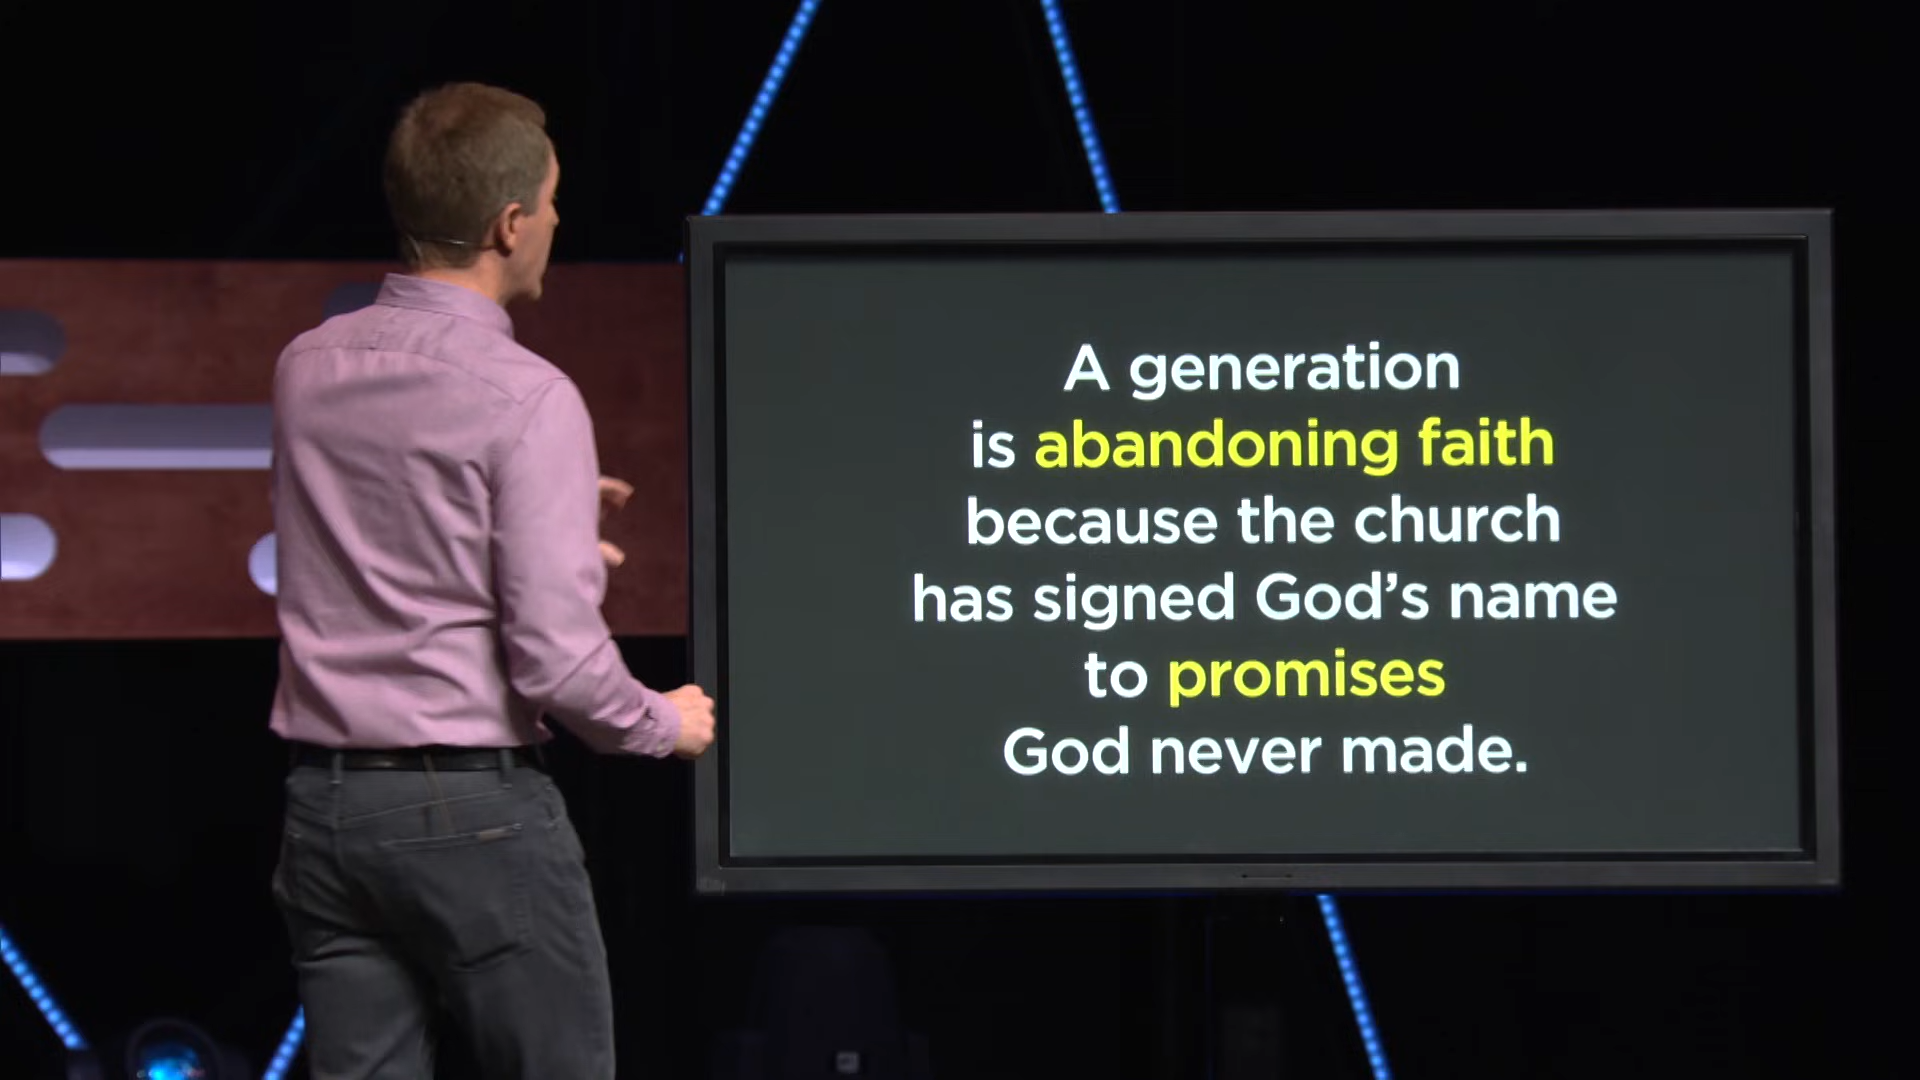 A generation
is abandoning faith
because the church
has signed God’s name
to promises
God never made.